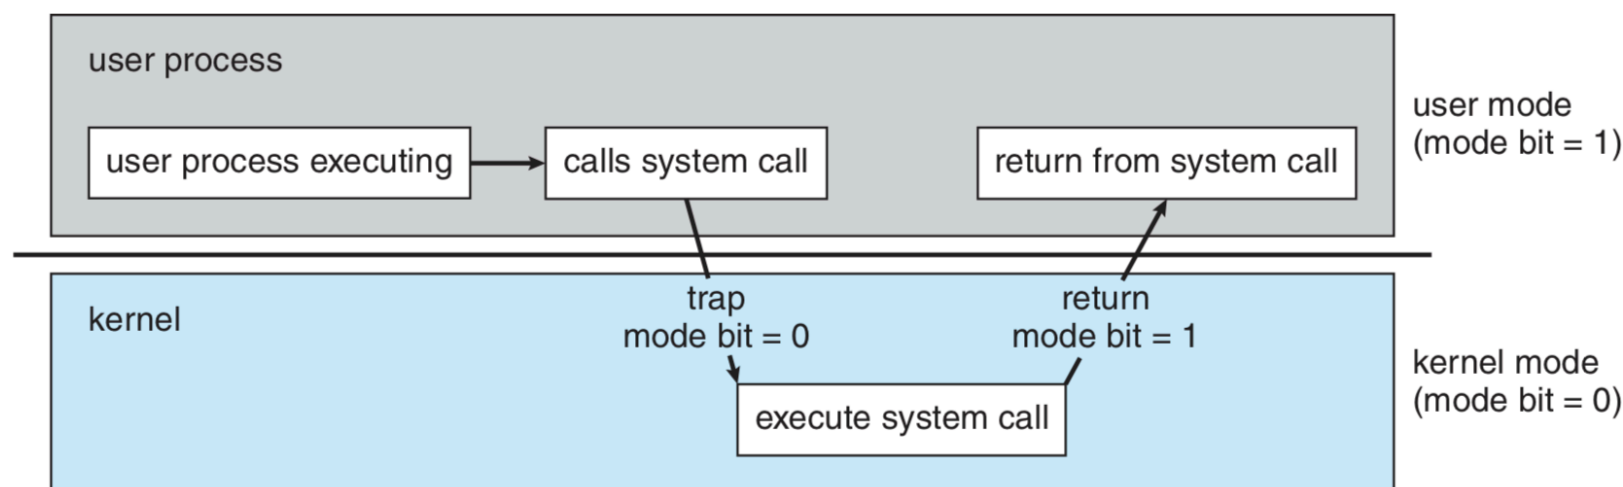 user process
user process executing
calls system call
return from system call
user mode
(mode bit = 1)
kernel
trap
mode bit = 0
return
mode bit = 1
execute system call
kernel mode
(mode bit = 0)